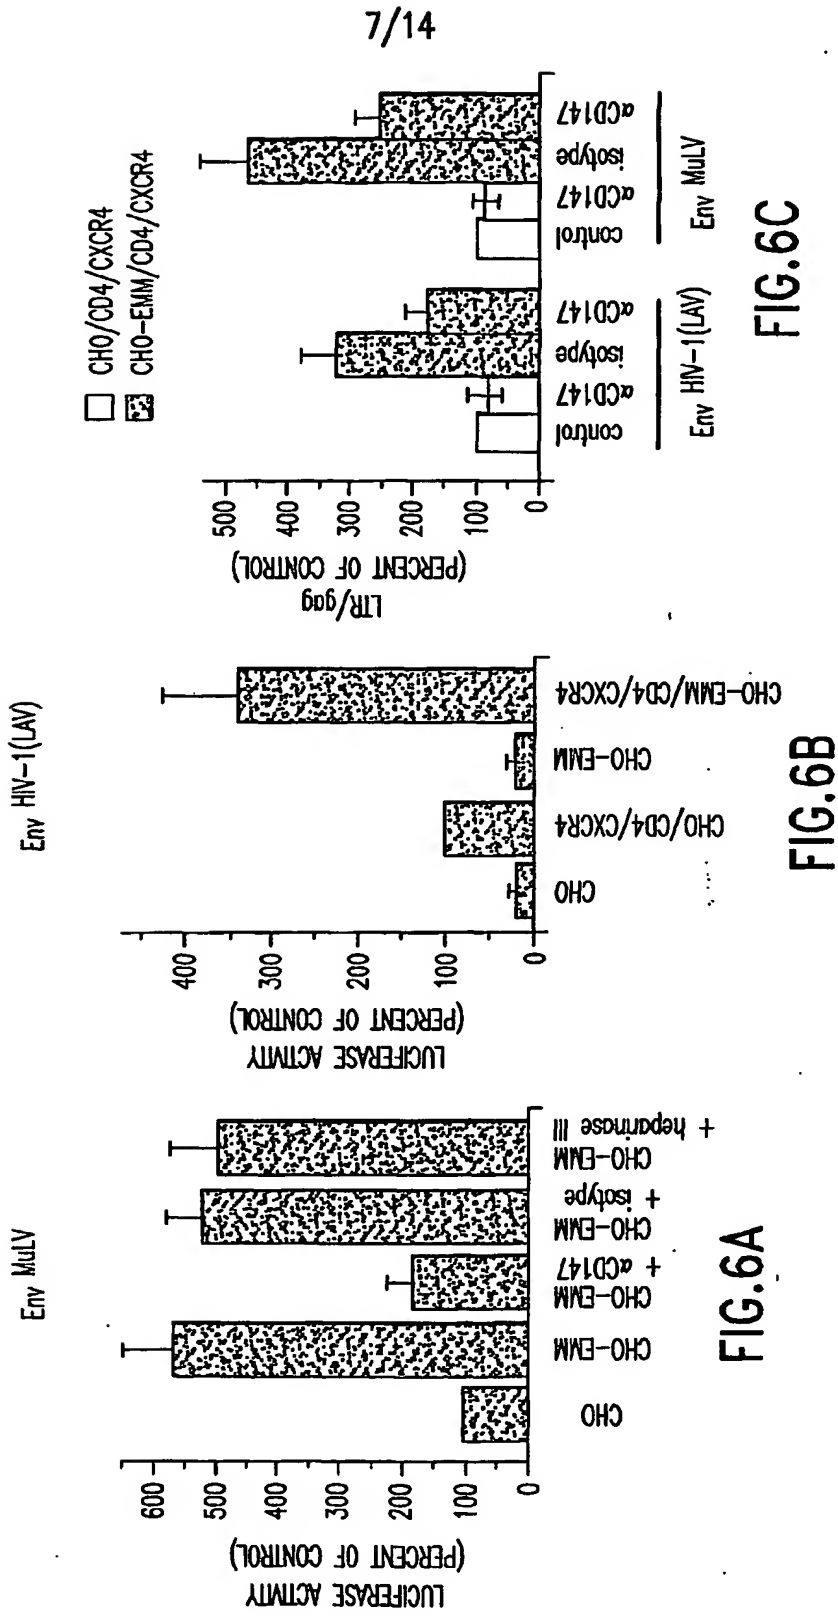 7/14
Env MuLV
LUCIFERASE ACTIVITY
(PERCENT OF CONTROL)
600
500
400
300
200
100
0
CHO
CHO-EMM
CHO-EMM
+ αCD147
CHO-EMM
+ isotype
CHO-EMM
+ heparinase III
FIG.6A
Env HIV-1(LAV)
LUCIFERASE ACTIVITY
(PERCENT OF CONTROL)
400
300
200
100
0
CHO
CHO/CD4/CXCR4
CHO-EMM
CHO-EMM/CD4/CXCR4
FIG.6B
CHO/CD4/CXCR4
CHO-EMM/CD4/CXCR4
LTR/gag
(PERCENT OF CONTROL)
500
400
300
200
100
0
control
αCD147
isotype
αCD147
control
αCD147
isotype
αCD147
Env HIV-1(LAV)
Env MuLV
FIG.6C